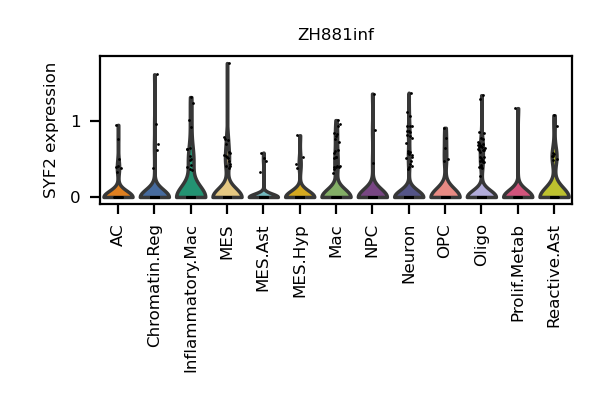 ZH881inf
SYF2 expression
1
0
AC
Chromatin.Reg
Inflammatory.Mac
MES
MES.Ast
MES.Hyp
Mac
NPC
Neuron
OPC
Oligo
Prolif.Metab
Reactive.Ast